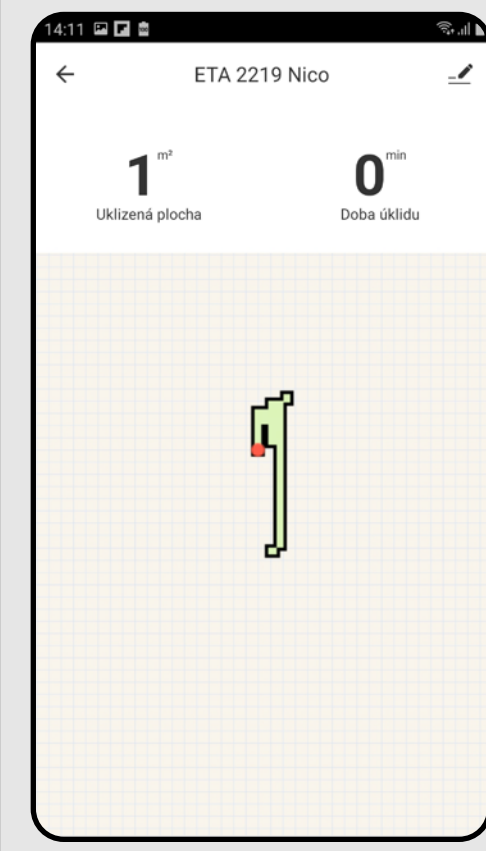 14:11
ETA 2219 Nico
1 m²
0 min
Uklizená plocha
Doba úklidu